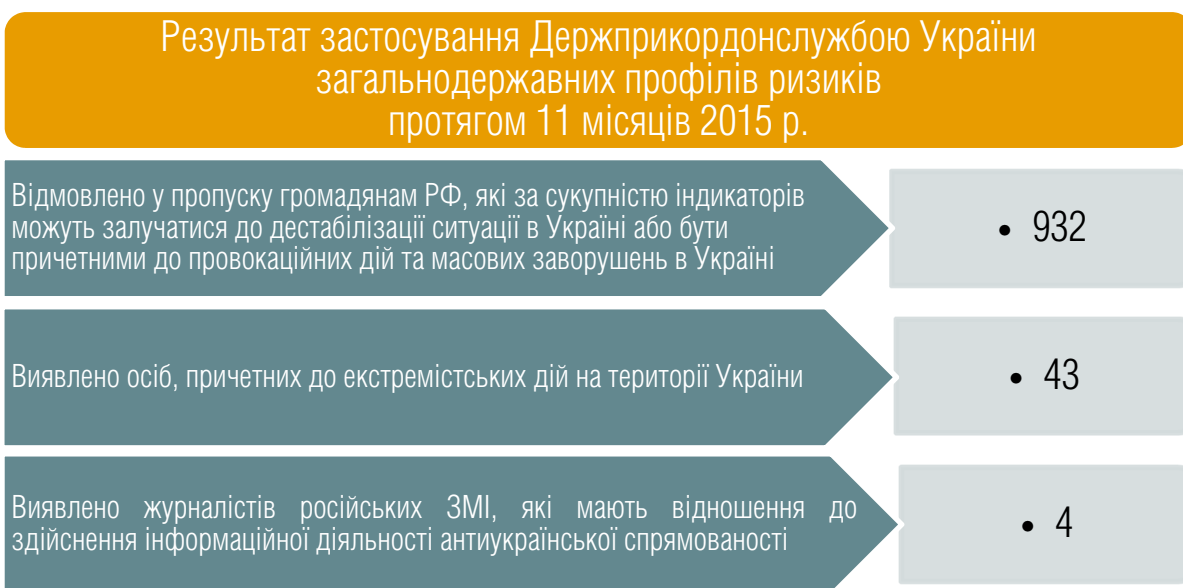 Результат застосування Держприкордонслужбою України
загальнодержавних профілів ризиків
протягом 11 місяців 2015 р.
Відмовлено у пропуску громадянам РФ, які за сукупністю індикаторів
можуть залучатися до дестабілізації ситуації в Україні або бути
причетними до провокаційних дій та масових заворушень в Україні
• 932
Виявлено осіб, причетних до екстремістських дій на території України
• 43
Виявлено журналістів російських ЗМІ, які мають відношення до
здійснення інформаційної діяльності антиукраїнської спрямованості
• 4